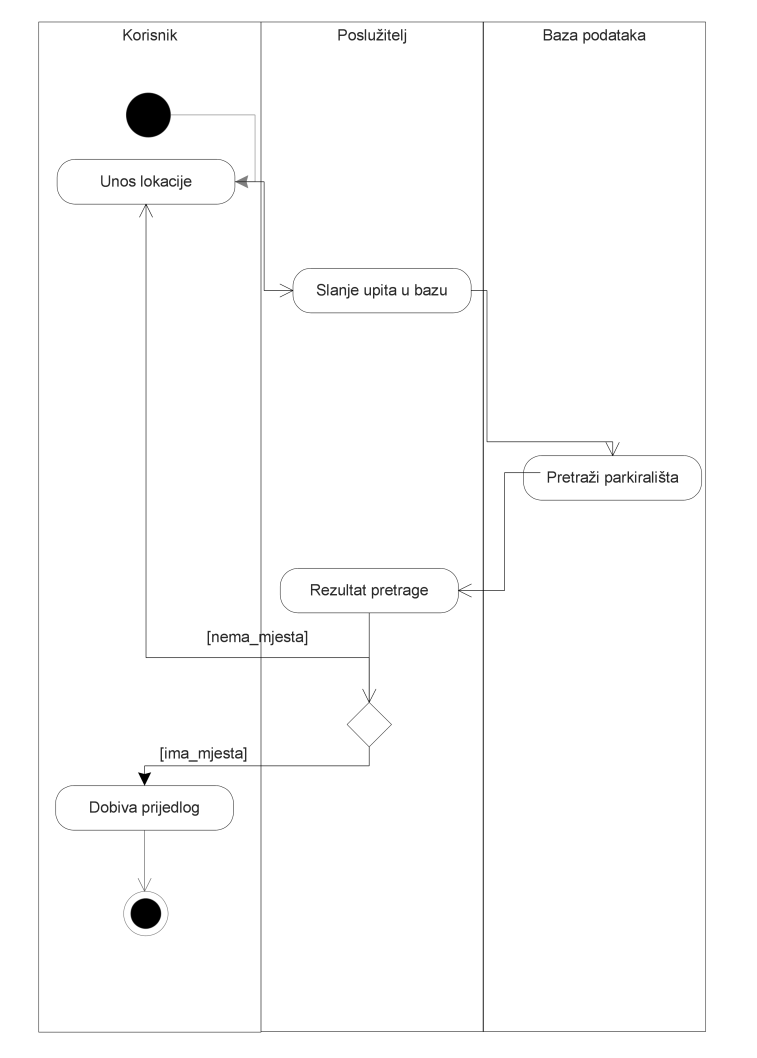 Korisnik
Poslužitelj
Baza podataka
Unos lokacije
Slanje upita u bazu
Pretraži parkirališta
Rezultat pretrage
[nema_mjesta]
[ima_mjesta]
Dobiva prijedlog